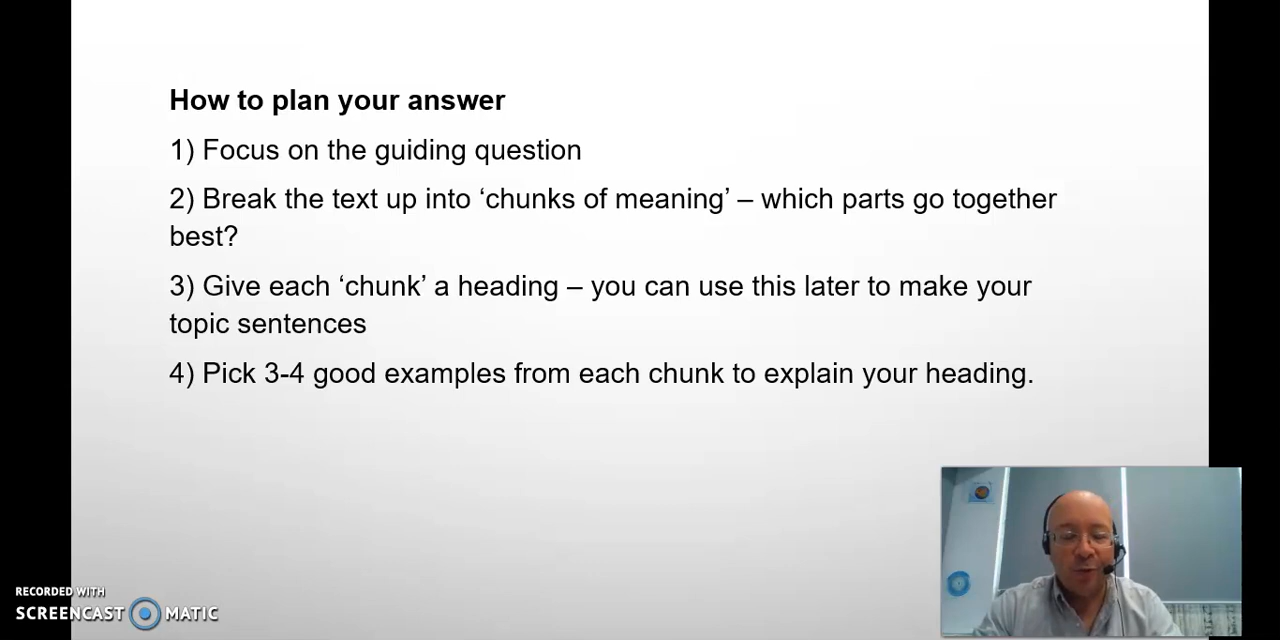 How to plan your answer
1) Focus on the guiding question
2) Break the text up into ‘chunks of meaning’ – which parts go together
best?
3) Give each ‘chunk’ a heading – you can use this later to make your
topic sentences
4) Pick 3-4 good examples from each chunk to explain your heading.
RECORDED WITH
SCREENCAST MATIC